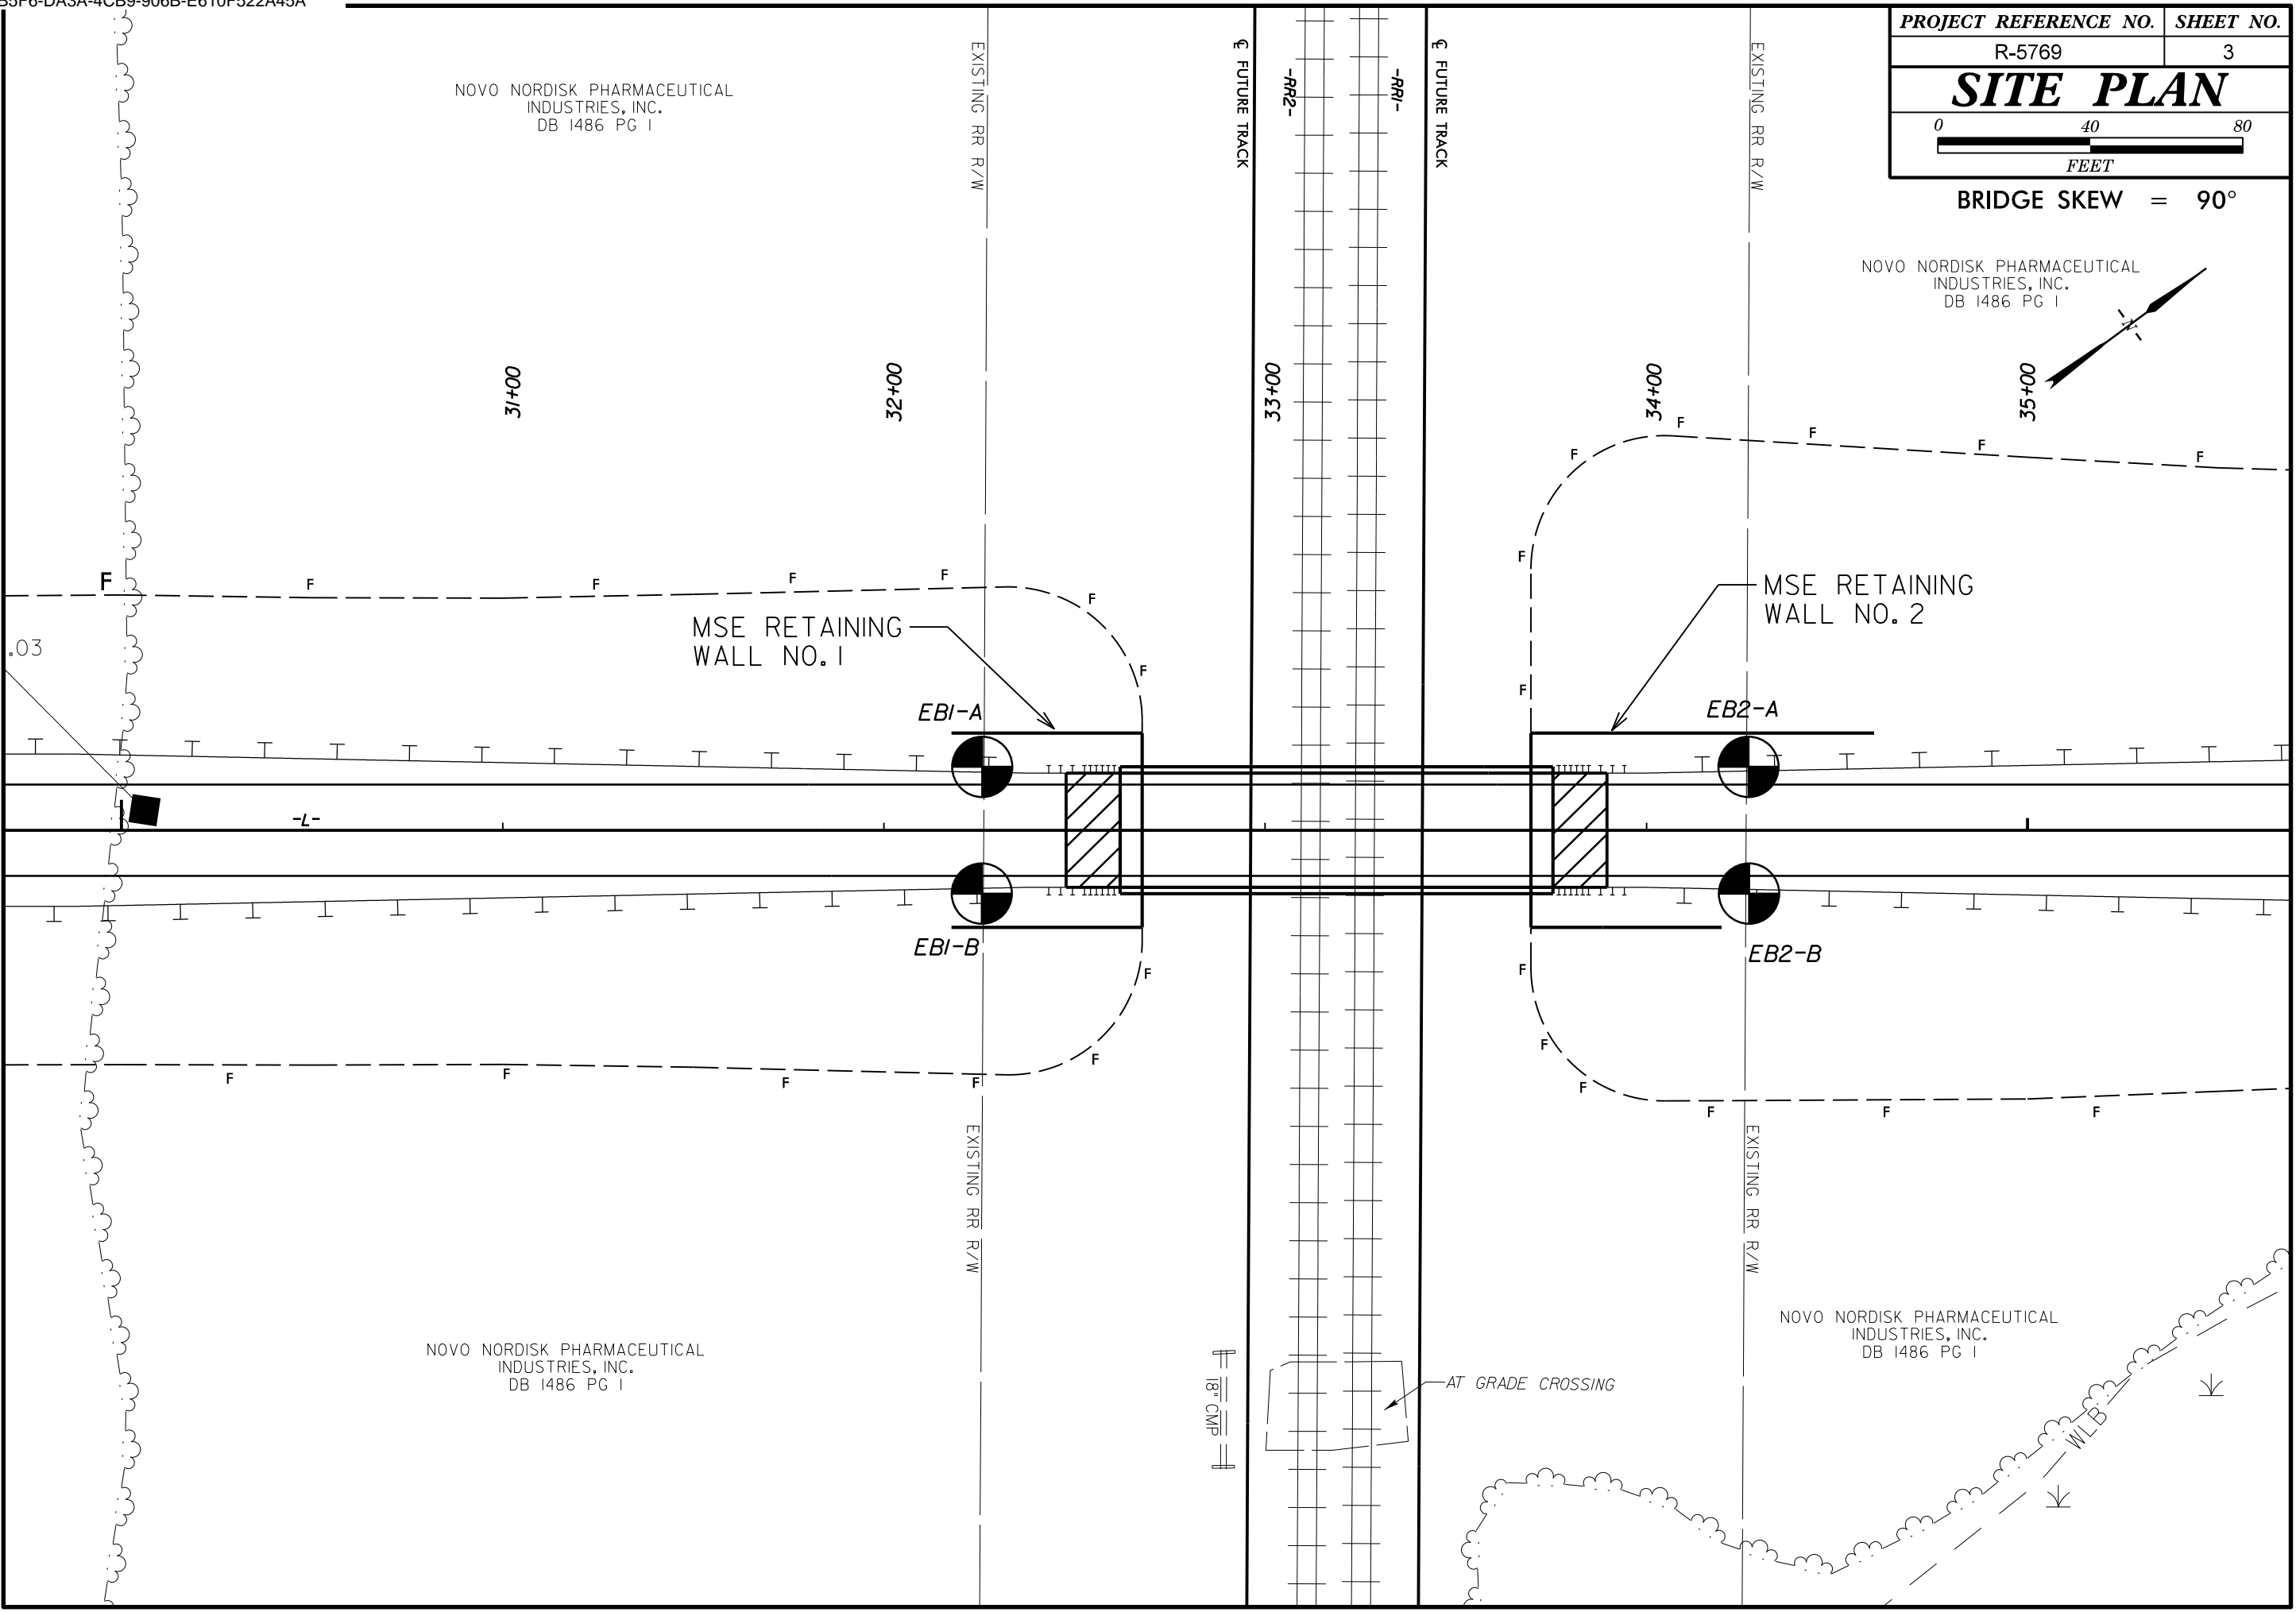 B5F6-DA3A-4CB9-906B-E610F522A45A
PROJECT REFERENCE NO.
SHEET NO.
R-5769
3
SITE PLAN
0 40 80
FEET
BRIDGE SKEW = 90°
NOVO NORDISK PHARMACEUTICAL
INDUSTRIES, INC.
DB 1486 PG 1
EXISTING RR R/W
℄ FUTURE TRACK
-RR2-
-RR1-
℄ FUTURE TRACK
EXISTING RR R/W
NOVO NORDISK PHARMACEUTICAL
INDUSTRIES, INC.
DB 1486 PG 1
N
31+00
32+00
33+00
34+00
35+00
F F F F
F
F F F F F
F
F
MSE RETAINING
WALL NO. 2
MSE RETAINING
WALL NO. 1
.03
F
F
EB1-A
EB2-A
-L-
EB1-B
EB2-B
F
F
F
F
F
F F F F
F F F
EXISTING RR R/W
EXISTING RR R/W
NOVO NORDISK PHARMACEUTICAL
INDUSTRIES, INC.
DB 1486 PG 1
NOVO NORDISK PHARMACEUTICAL
INDUSTRIES, INC.
DB 1486 PG 1
18" CMP
AT GRADE CROSSING
WLB